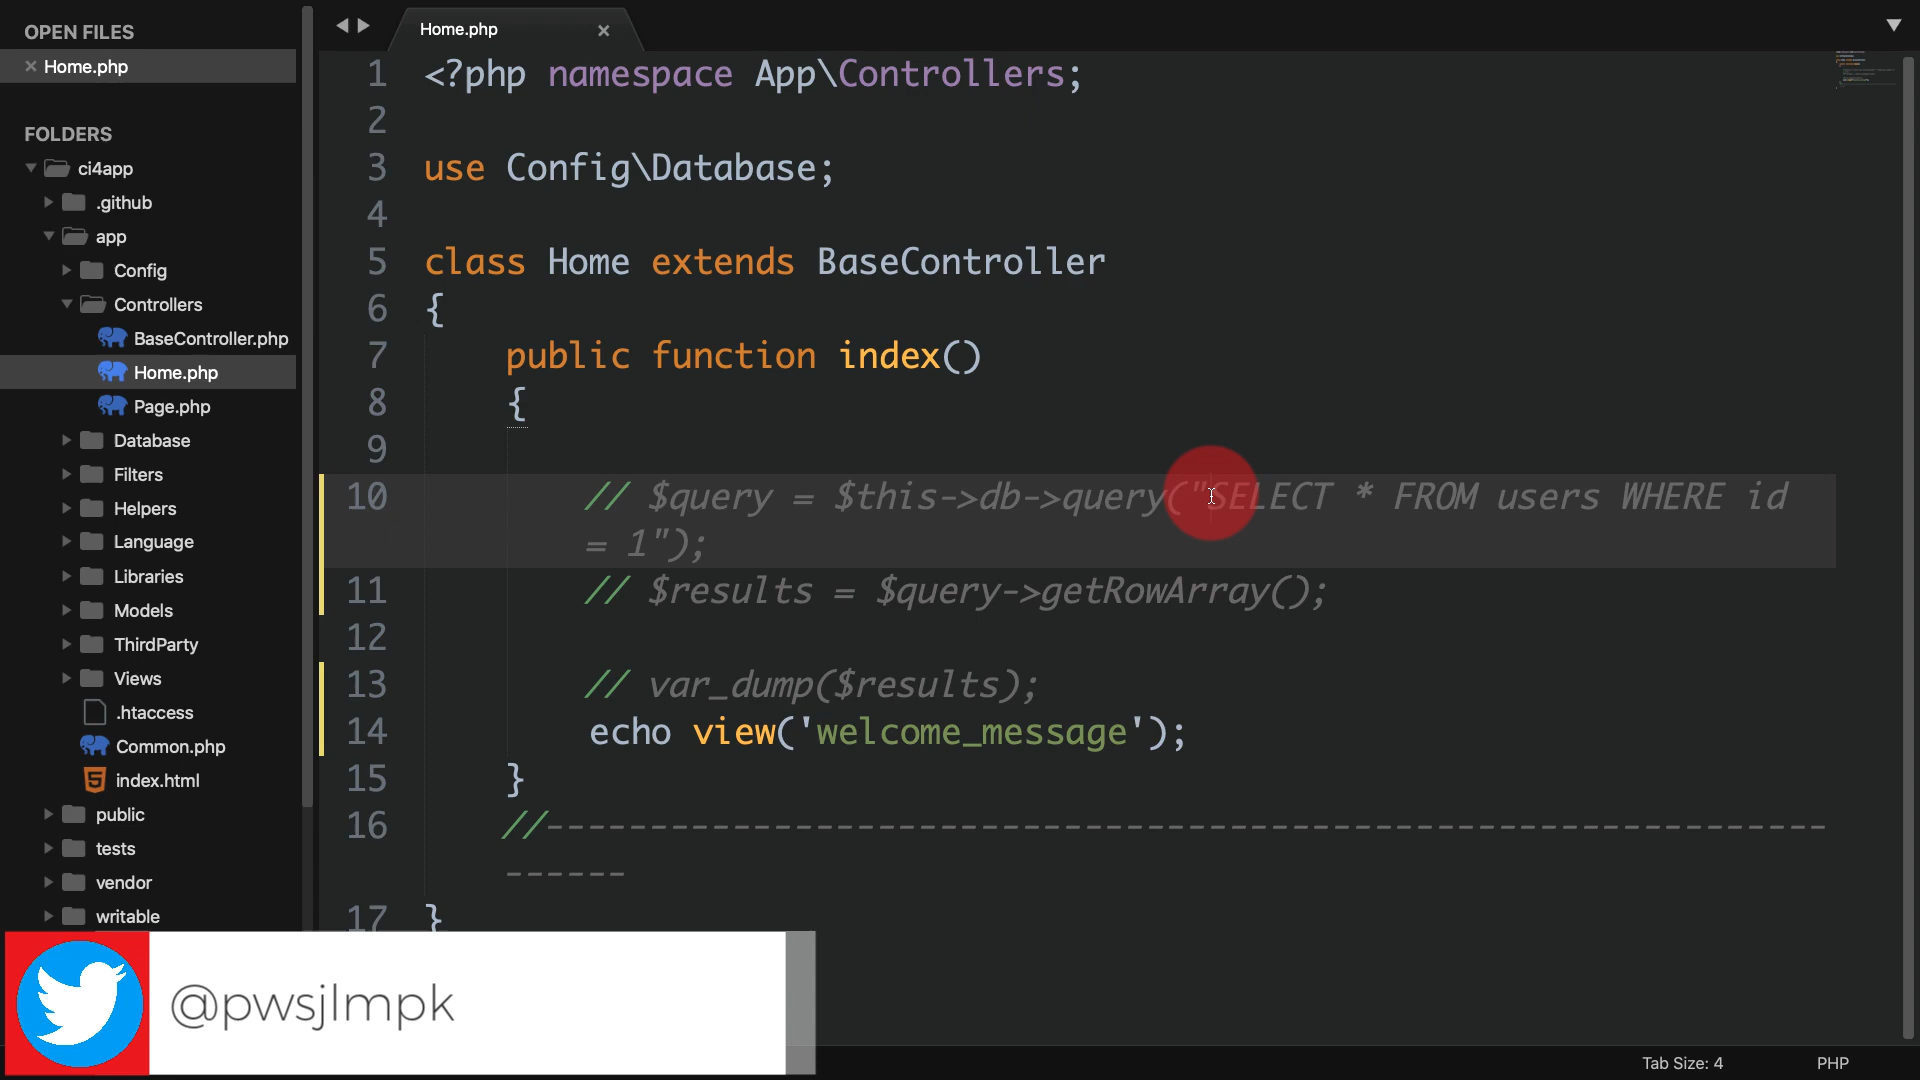 OPEN FILES
Home.php
FOLDERS
ci4app
.github
app
Config
Controllers
BaseController.php
Home.php
Page.php
Database
Filters
Helpers
Language
Libraries
Models
ThirdParty
Views
.htaccess
Common.php
index.html
public
tests
vendor
writable
Home.php
1 <?php namespace App\Controllers;
2
3 use Config\Database;
4
5 class Home extends BaseController
6 {
7 public function index()
8 {
9
10 // $query = $this->db->query("SELECT * FROM users WHERE id
= 1");
11 // $results = $query->getRowArray();
12
13 // var_dump($results);
14 echo view('welcome_message');
15 }
16 //--------------------------------------------------------------
------
17 }
@pwsjlmpk
Tab Size: 4
PHP